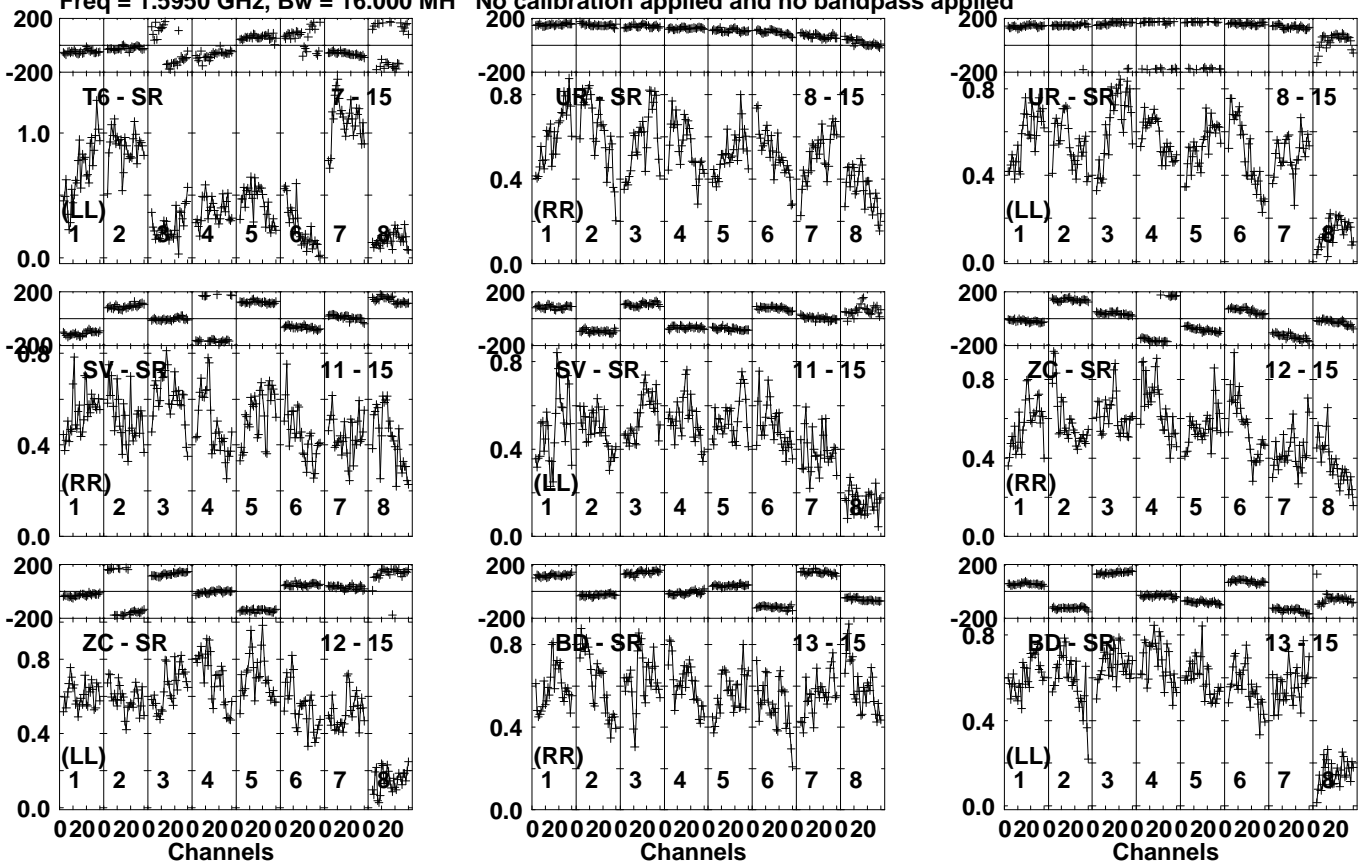 Freq = 1.5950 GHz, Bw = 16.000 MH No calibration applied and no bandpass applied
200 200 200
-200 -200 -200
T6 - SR 7 - 15 UR - SR 8 - 15 UR - SR 8 - 15
0.8 0.8
1.0
0.4 0.4
(LL) (RR) (LL)
1 2 3 4 5 6 7 8 1 2 3 4 5 6 7 8 1 2 3 4 5 6 7 8
0.0 0.0 0.0
200 200 200
-200 -200 -200
0.8
SV - SR 11 - 15 SV - SR 11 - 15 ZC - SR 12 - 15
0.8 0.8
0.4 0.4 0.4
(RR) (LL) (RR)
1 2 3 4 5 6 7 8 1 2 3 4 5 6 7 8 1 2 3 4 5 6 7 8
0.0 0.0 0.0
200 200 200
-200 -200 -200
ZC - SR 12 - 15 BD - SR 13 - 15 BD - SR 13 - 15
0.8 0.8 0.8
0.4 0.4 0.4
(LL) (RR) (LL)
1 2 3 4 5 6 7 8 1 2 3 4 5 6 7 8 1 2 3 4 5 6 7 8
0.0 0.0 0.0
0 20 0 20 0 20 0 20 0 20 0 20 0 20 0 20 0 20 0 20 0 20 0 20 0 20 0 20 0 20 0 20 0 20 0 20 0 20 0 20 0 20 0 20 0 20 0 20
Channels Channels Channels